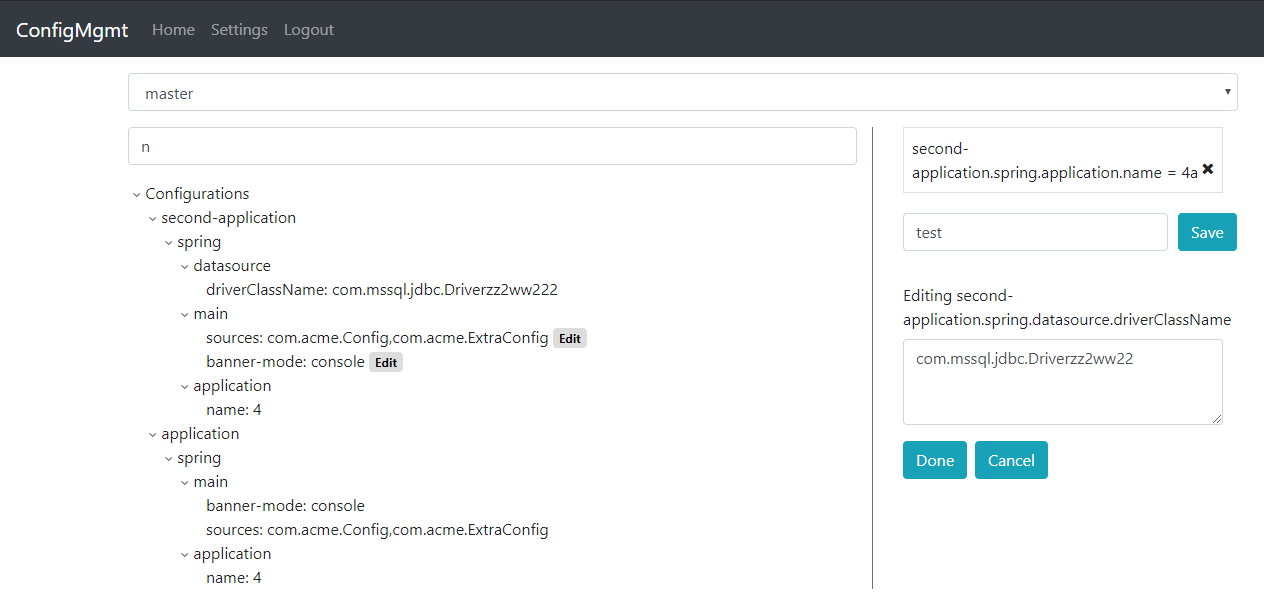 ConfigMgmt Home Settings Logout
master
n
Configurations
second-application
spring
datasource
driverClassName: com.mssql.jdbc.Driverzz2ww222
main
sources: com.acme.Config,com.acme.ExtraConfig Edit
banner-mode: console Edit
application
name: 4
application
spring
main
banner-mode: console
sources: com.acme.Config,com.acme.ExtraConfig
application
name: 4
second-
application.spring.application.name = 4a
test Save
Editing second-
application.spring.datasource.driverClassName
com.mssql.jdbc.Driverzz2ww22
Done Cancel